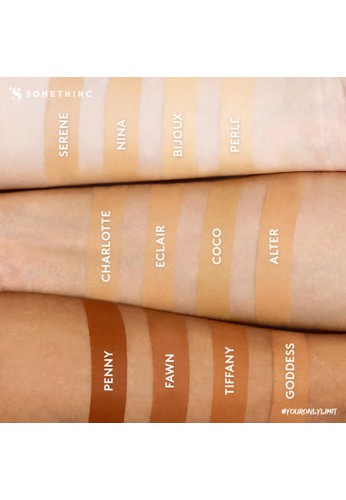 SOMETHINC
SERENE
NINA
BIJOUX
PERLE
CHARLOTTE
ECLAIR
COCO
ALTER
PENNY
FAWN
TIFFANY
GODDESS
#YOURONLYLIMIT